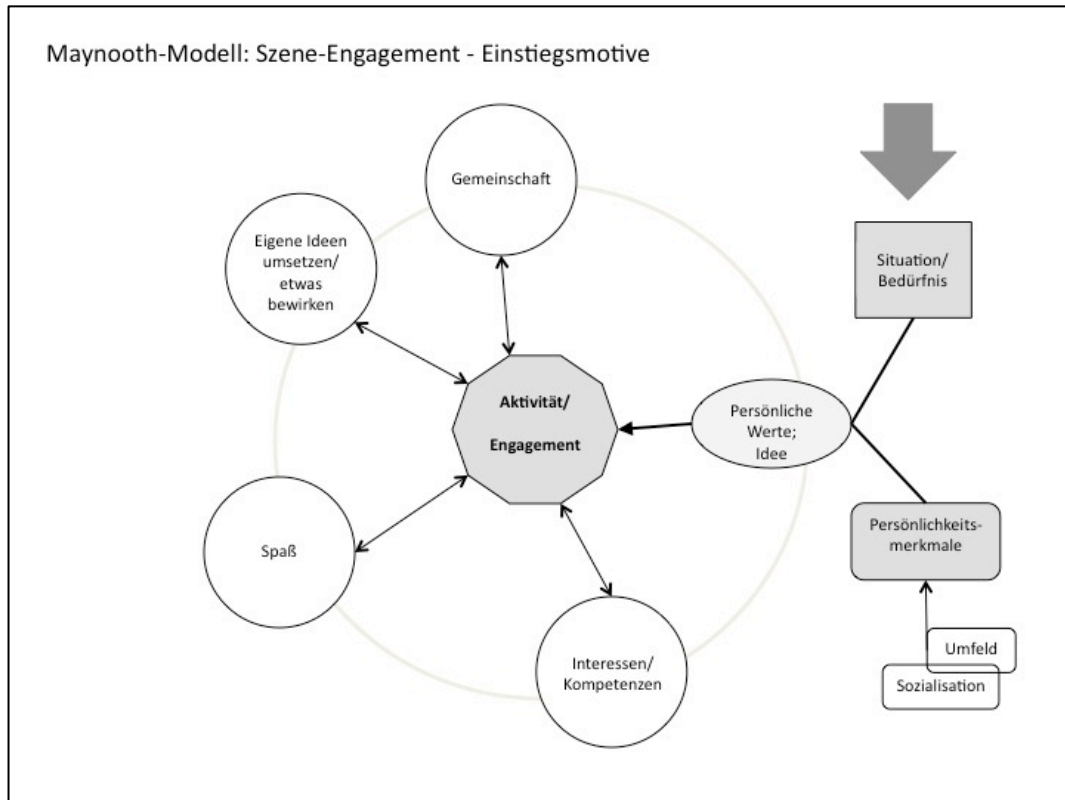 Maynooth-Modell: Szene-Engagement - Einstiegsmotive
Gemeinschaft
Eigene Ideen
umsetzen/
etwas
bewirken
Situation/
Bedürfnis
Aktivität/
Engagement
Persönliche
Werte;
Idee
Spaß
Persönlichkeits-
merkmale
Interessen/
Kompetenzen
Umfeld
Sozialisation